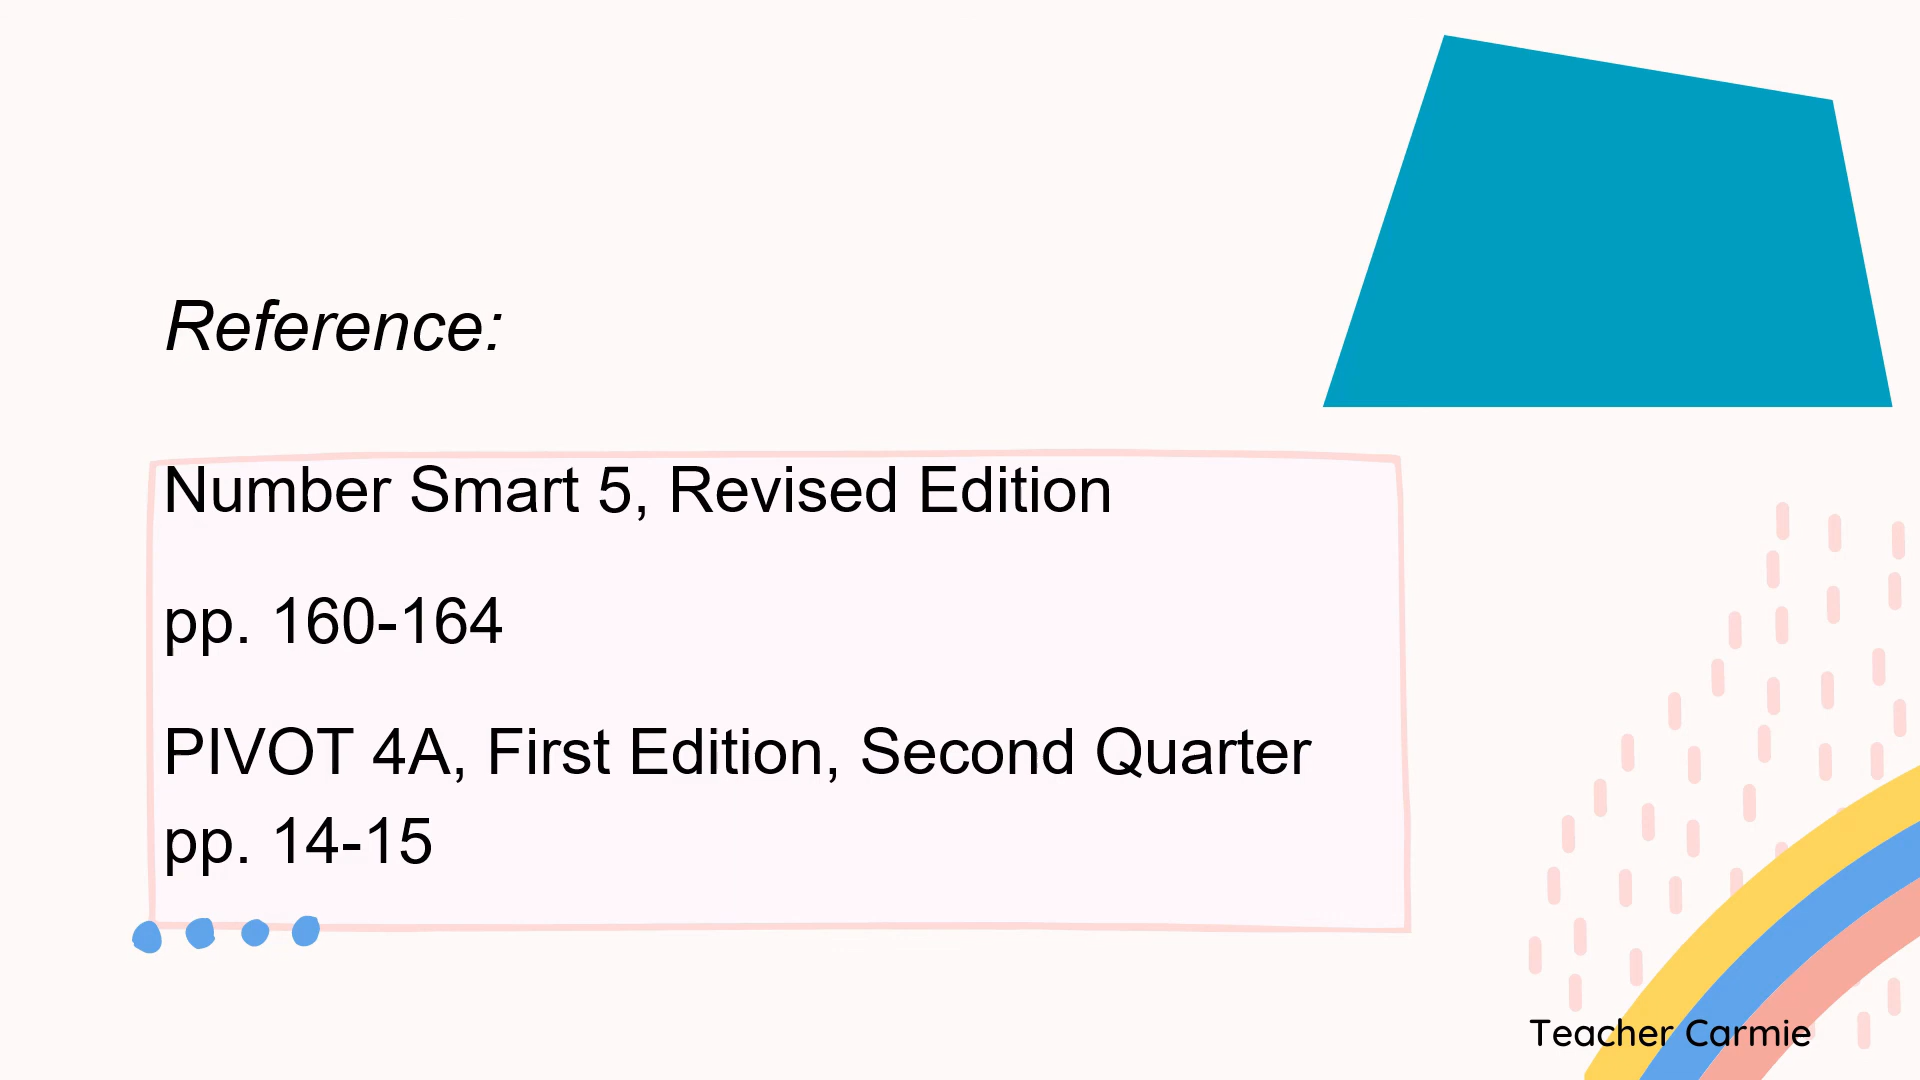 Reference:
Number Smart 5, Revised Edition
pp. 160-164
PIVOT 4A, First Edition, Second Quarter
pp. 14-15
Teacher Carmie